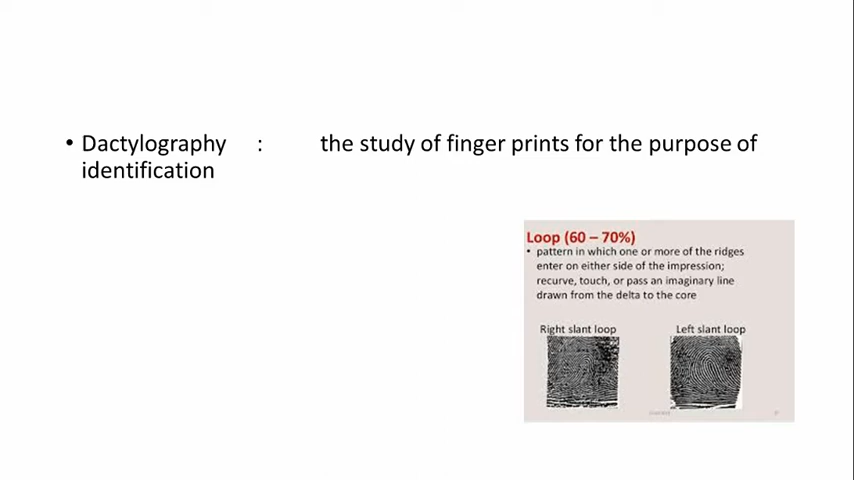 • Dactylography : the study of finger prints for the purpose of
identification
Loop (60 – 70%)
• pattern in which one or more of the ridges
enter on either side of the impression;
recurve, touch, or pass an imaginary line
drawn from the delta to the core
Right slant loop Left slant loop